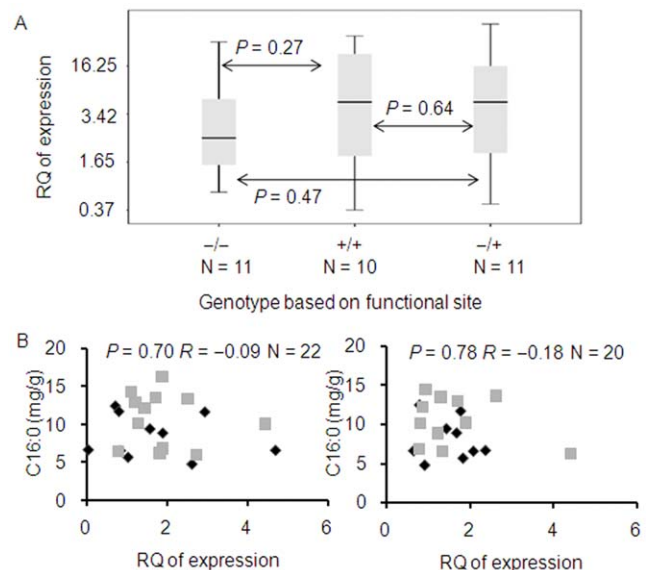 A
RQ of expression
16.25
3.42
1.65
0.37
P = 0.27
P = 0.64
P = 0.47
–/–
+/+
–/+
N = 11
N = 10
N = 11
Genotype based on functional site
B
C16:0 (mg/g)
20
15
10
5
0
P = 0.70 R = –0.09 N = 22
0
2
4
6
RQ of expression
C16:0 (mg/g)
20
15
10
5
0
P = 0.78 R = –0.18 N = 20
0
2
4
6
RQ of expression